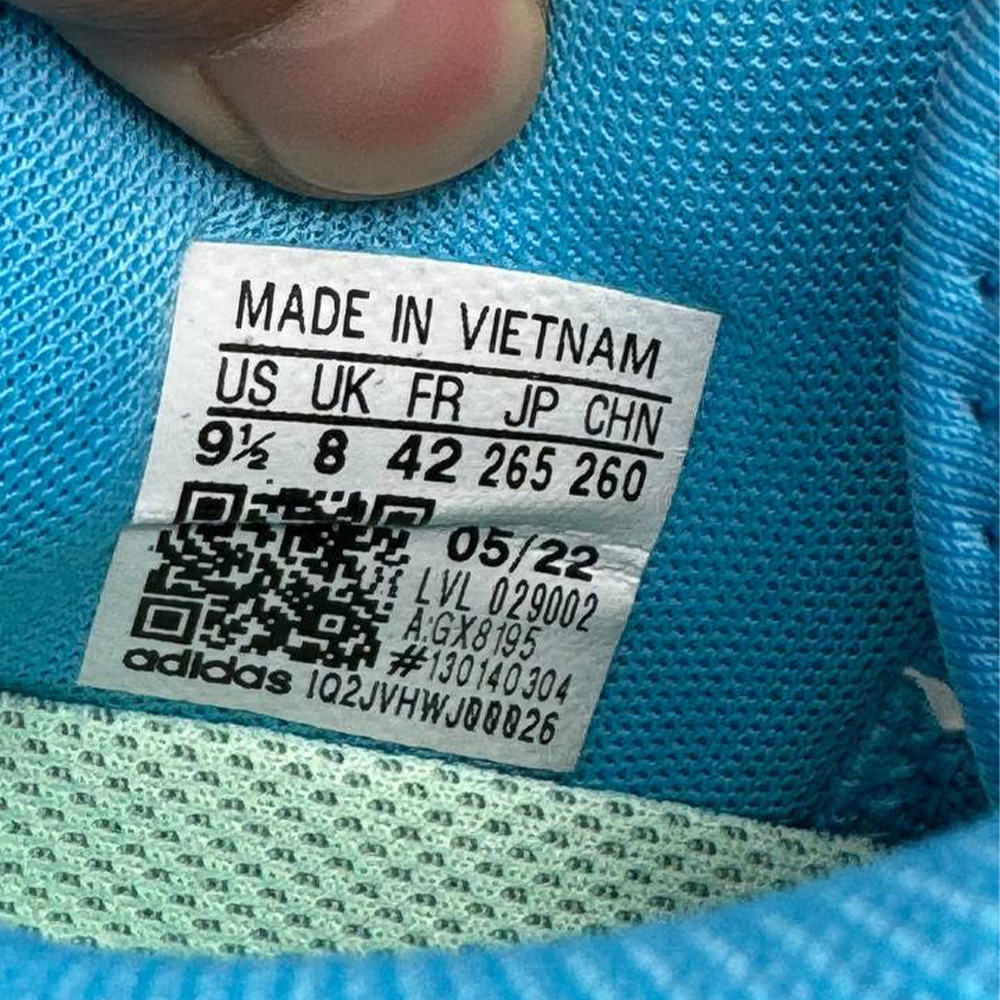 MADE IN VIETNAM
US UK FR JP CHN
9½ 8 42 265 260
05/22
LVL 029002
A:GX8195
#130140304
adidas 1Q2JVHWJ00026